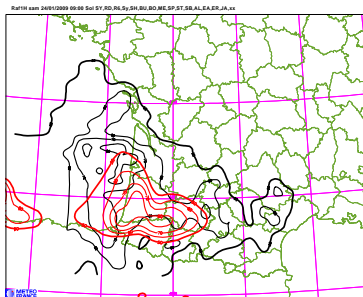 Raf1H sam 24/01/2009 09:00 Sol SY,RD,R6,Sy,SH,BU,BO,ME,SP,ST,SB,AL,EA,ER,JA,xx
METEO
FRANCE